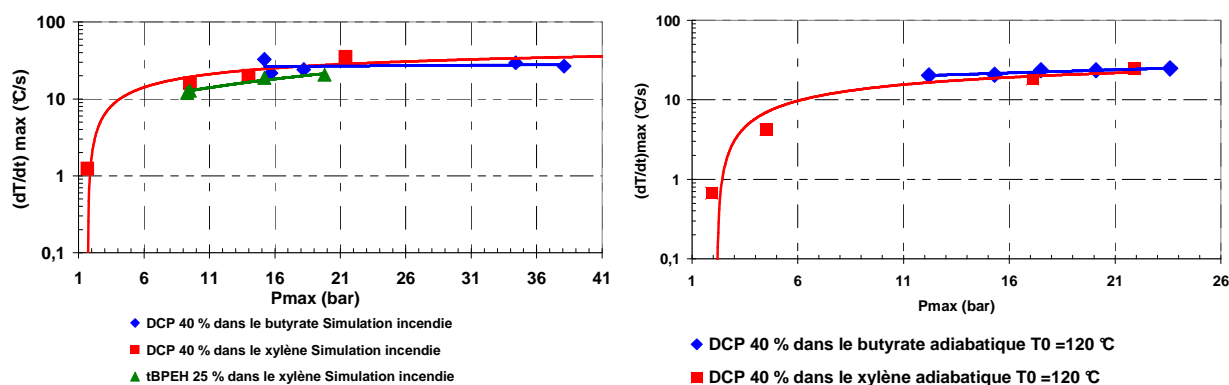 100
10
1
0,1
(dT/dt) max (°C/s)
1 6 11 16 21 26 31 36 41
Pmax (bar)
DCP 40 % dans le butyrate Simulation incendie
DCP 40 % dans le xylène Simulation incendie
tBPEH 25 % dans le xylène Simulation incendie
100
10
1
0,1
(dT/dt)max (°C/s)
1 6 11 16 21 26
Pmax (bar)
DCP 40 % dans le butyrate adiabatique T0 =120 °C
DCP 40 % dans le xylène adiabatique T0 =120 °C